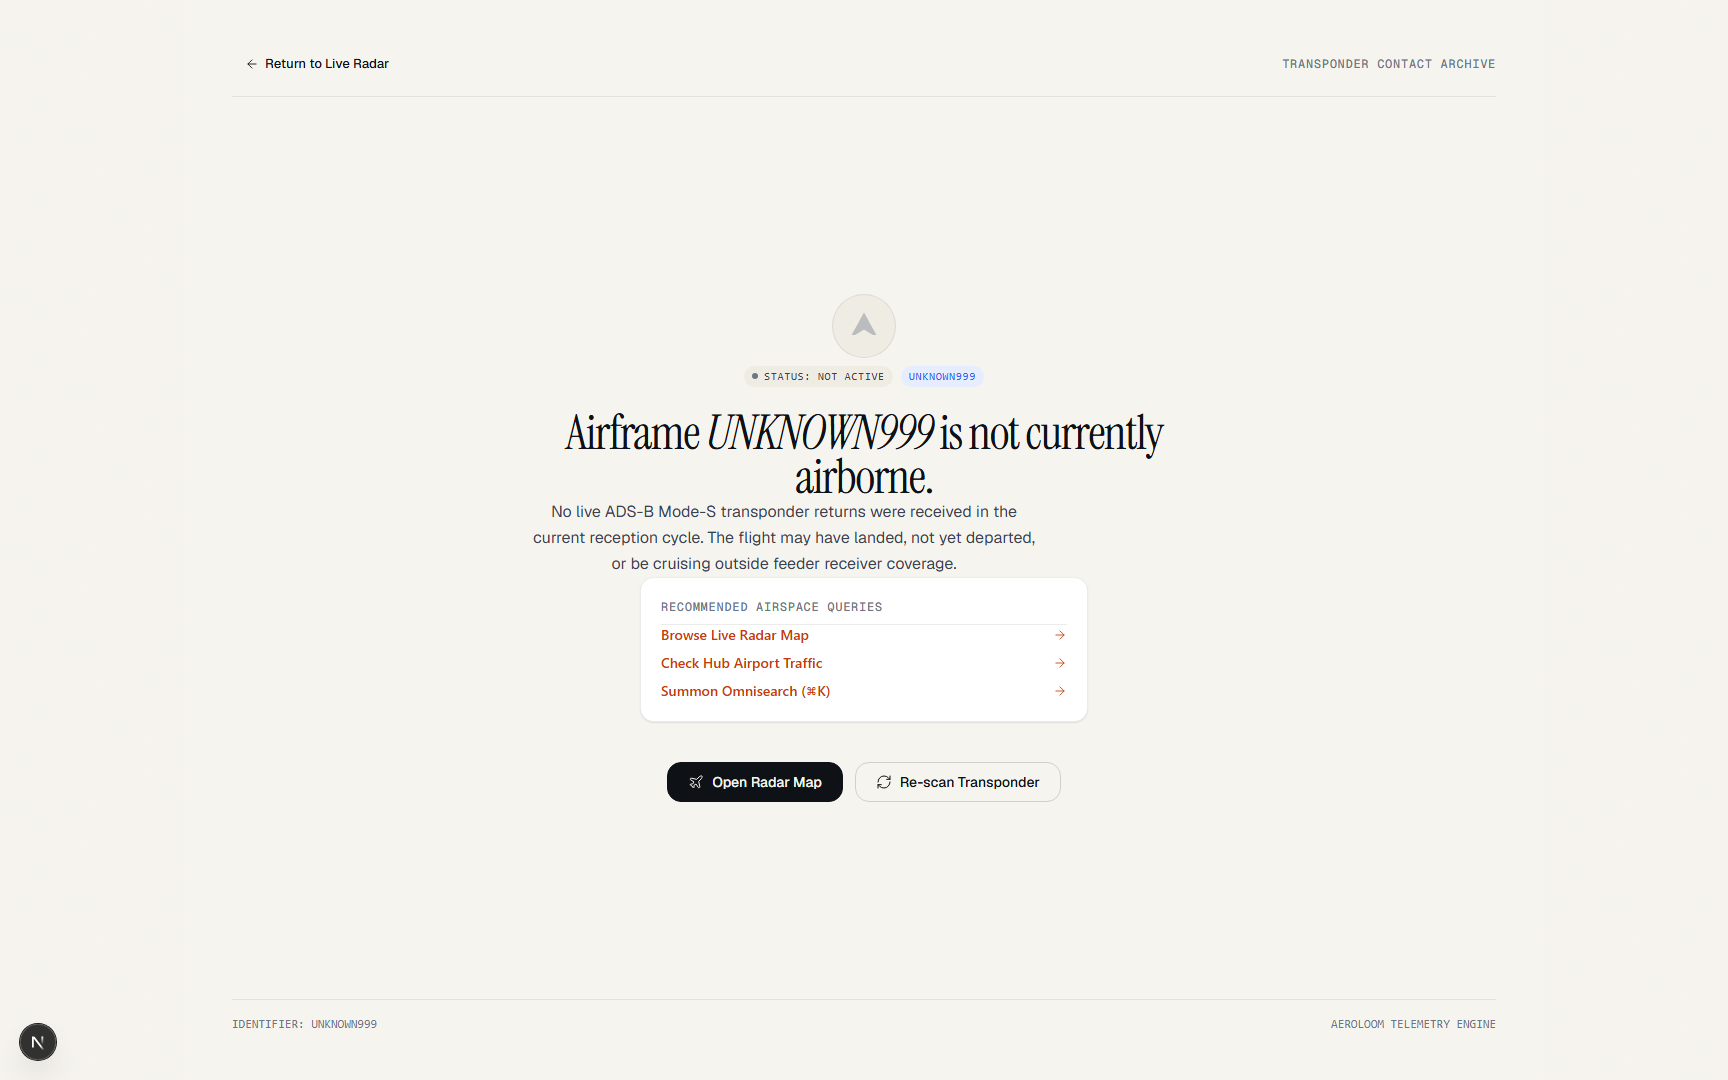 Return to Live Radar
TRANSPONDER CONTACT ARCHIVE
STATUS: NOT ACTIVE
UNKNOWN999
Airframe UNKNOWN999 is not currently
airborne.
No live ADS-B Mode-S transponder returns were received in the
current reception cycle. The flight may have landed, not yet departed,
or be cruising outside feeder receiver coverage.
RECOMMENDED AIRSPACE QUERIES
Browse Live Radar Map
Check Hub Airport Traffic
Summon Omnisearch (⌘K)
Open Radar Map
Re-scan Transponder
IDENTIFIER: UNKNOWN999
AEROLOOM TELEMETRY ENGINE
N